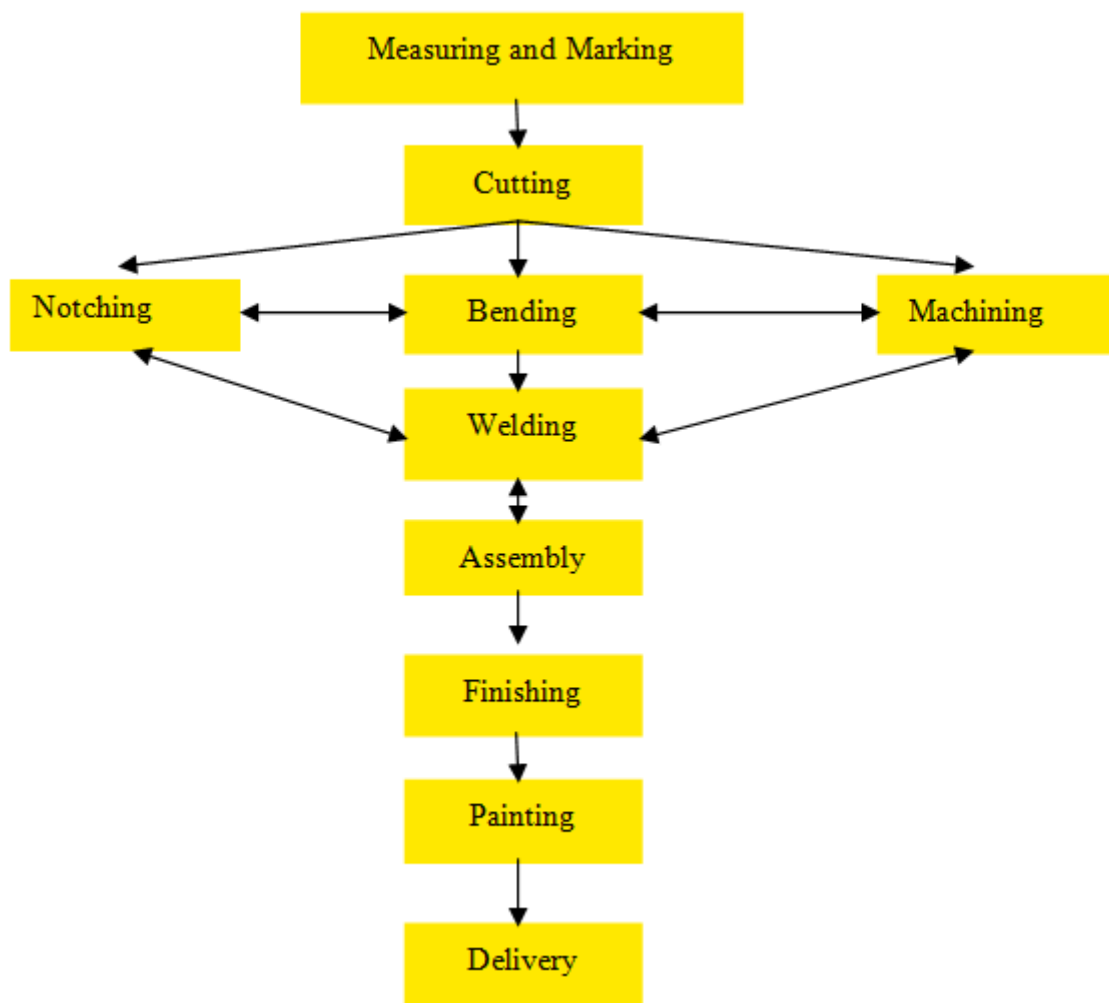 Measuring and Marking
Cutting
Notching
Bending
Machining
Welding
Assembly
Finishing
Painting
Delivery